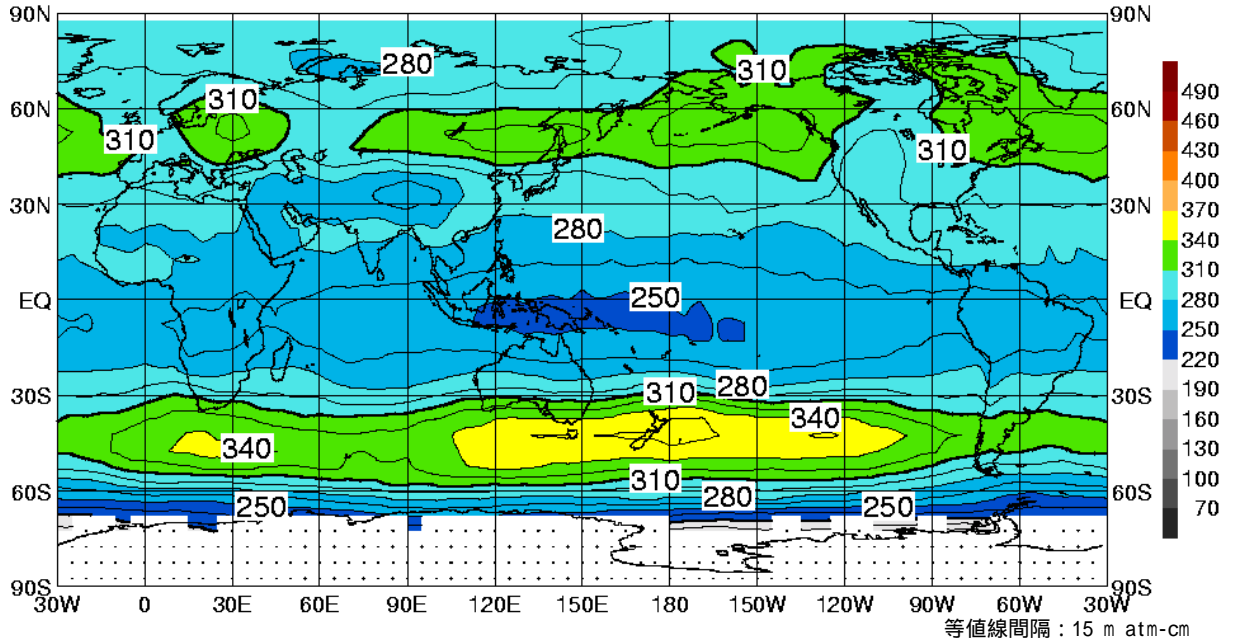 90N 90N
280
310
490
310
60N 60N
460
310 310
430
400
30N 30N
370
280
340
310
250
EQ EQ
280
250
220
30S 310 280 30S
190
340 340
160
310
130
60S 250 280 250 60S
100
70
90S 90S
30W 0 30E 60E 90E 120E 150E 180 150W 120W 90W 60W 30W
等値線間隔：15 m atm-cm